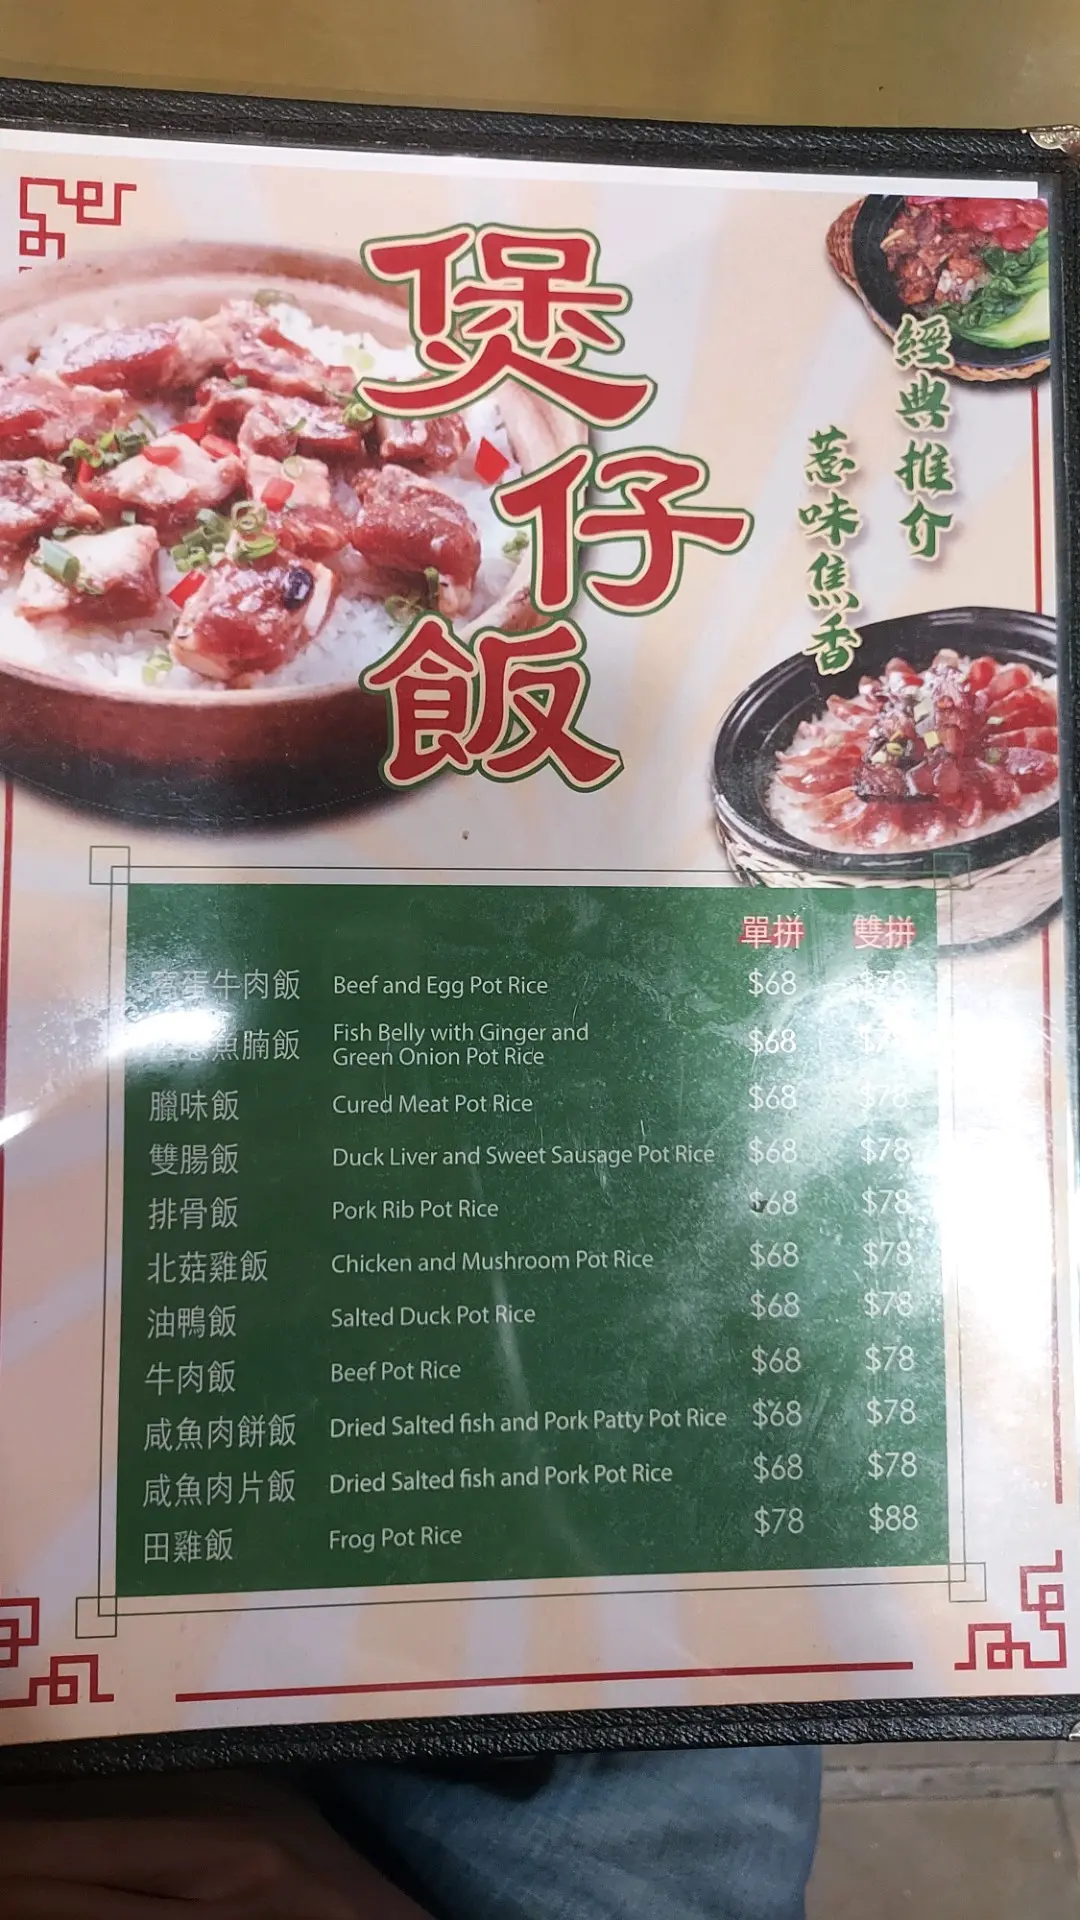 煲仔飯
經典推介
惹味焦香
單拼 雙拼
窩蛋牛肉飯 Beef and Egg Pot Rice $68 $78
魚腩飯 Fish Belly with Ginger and
Green Onion Pot Rice $68
臘味飯 Cured Meat Pot Rice $68 $78
雙腸飯 Duck Liver and Sweet Sausage Pot Rice $68 $78
排骨飯 Pork Rib Pot Rice $68 $78
北菇雞飯 Chicken and Mushroom Pot Rice $68 $78
油鴨飯 Salted Duck Pot Rice $68 $78
牛肉飯 Beef Pot Rice $68 $78
咸魚肉餅飯 Dried Salted fish and Pork Patty Pot Rice $68 $78
咸魚肉片飯 Dried Salted fish and Pork Pot Rice $68 $78
田雞飯 Frog Pot Rice $78 $88